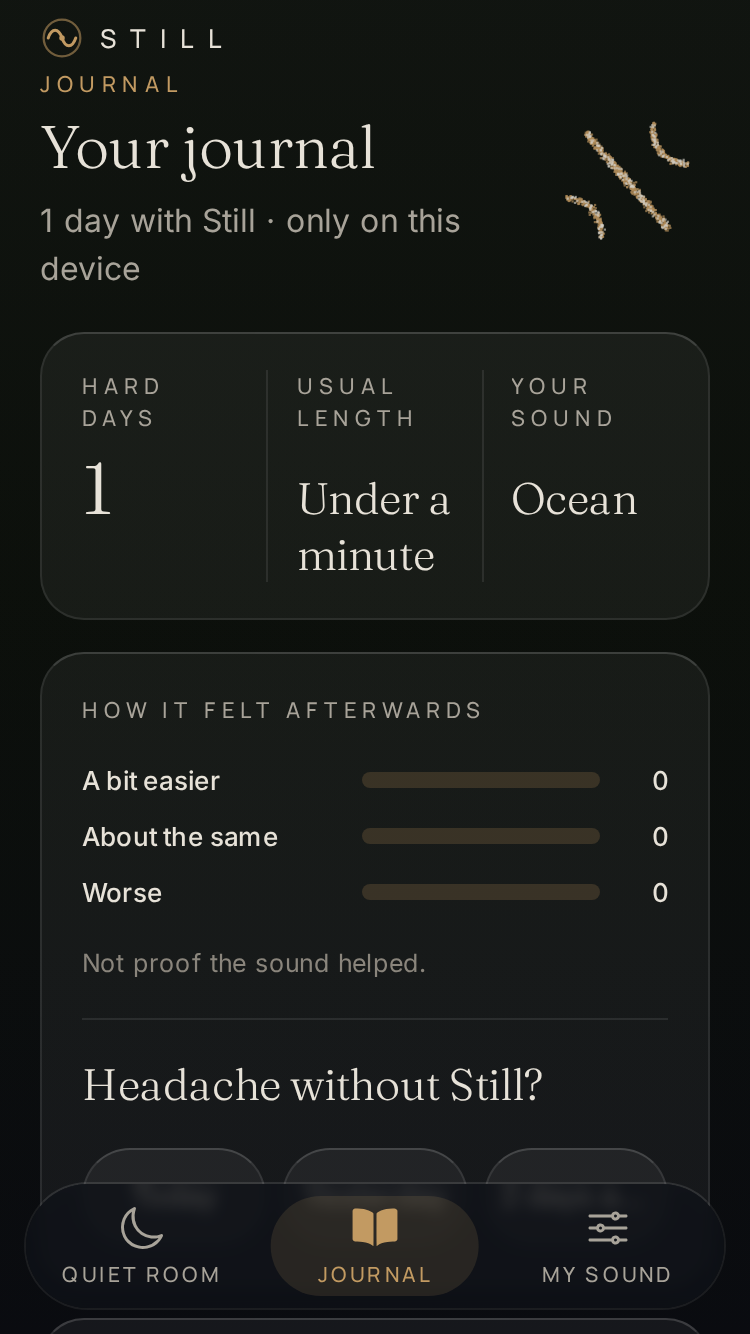 STILL
JOURNAL
Your journal
1 day with Still · only on this
device
HARD
DAYS
1
USUAL
LENGTH
Under a
minute
YOUR
SOUND
Ocean
HOW IT FELT AFTERWARDS
A bit easier 0
About the same 0
Worse 0
Not proof the sound helped.
Headache without Still?
QUIET ROOM
JOURNAL
MY SOUND